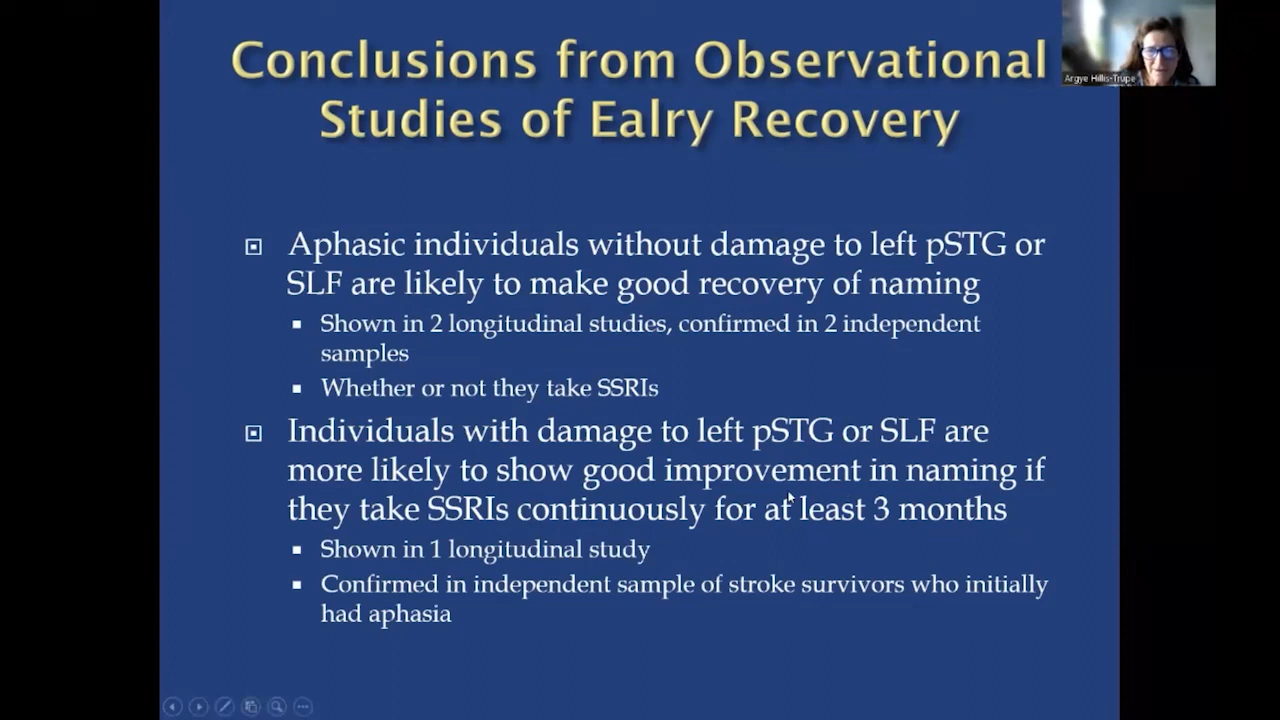 Conclusions from Observational
Studies of Ealry Recovery
Argye Hillis-Trupe
Aphasic individuals without damage to left pSTG or
SLF are likely to make good recovery of naming
Shown in 2 longitudinal studies, confirmed in 2 independent
samples
Whether or not they take SSRIs
Individuals with damage to left pSTG or SLF are
more likely to show good improvement in naming if
they take SSRIs continuously for at least 3 months
Shown in 1 longitudinal study
Confirmed in independent sample of stroke survivors who initially
had aphasia